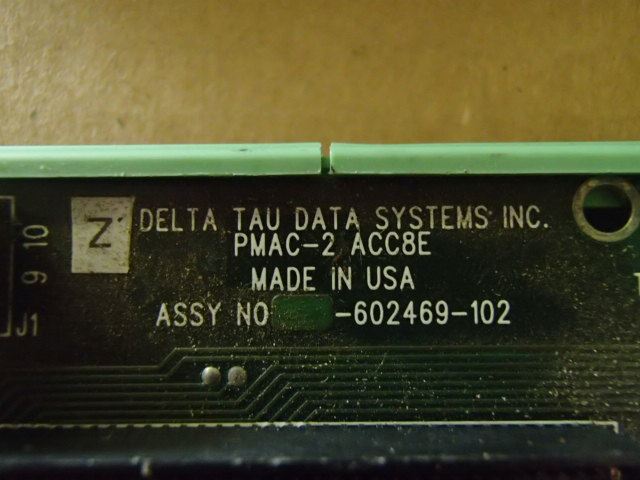 Z
DELTA TAU DATA SYSTEMS INC.
PMAC-2 ACC8E
MADE IN USA
ASSY NO -602469-102
9 10
J1